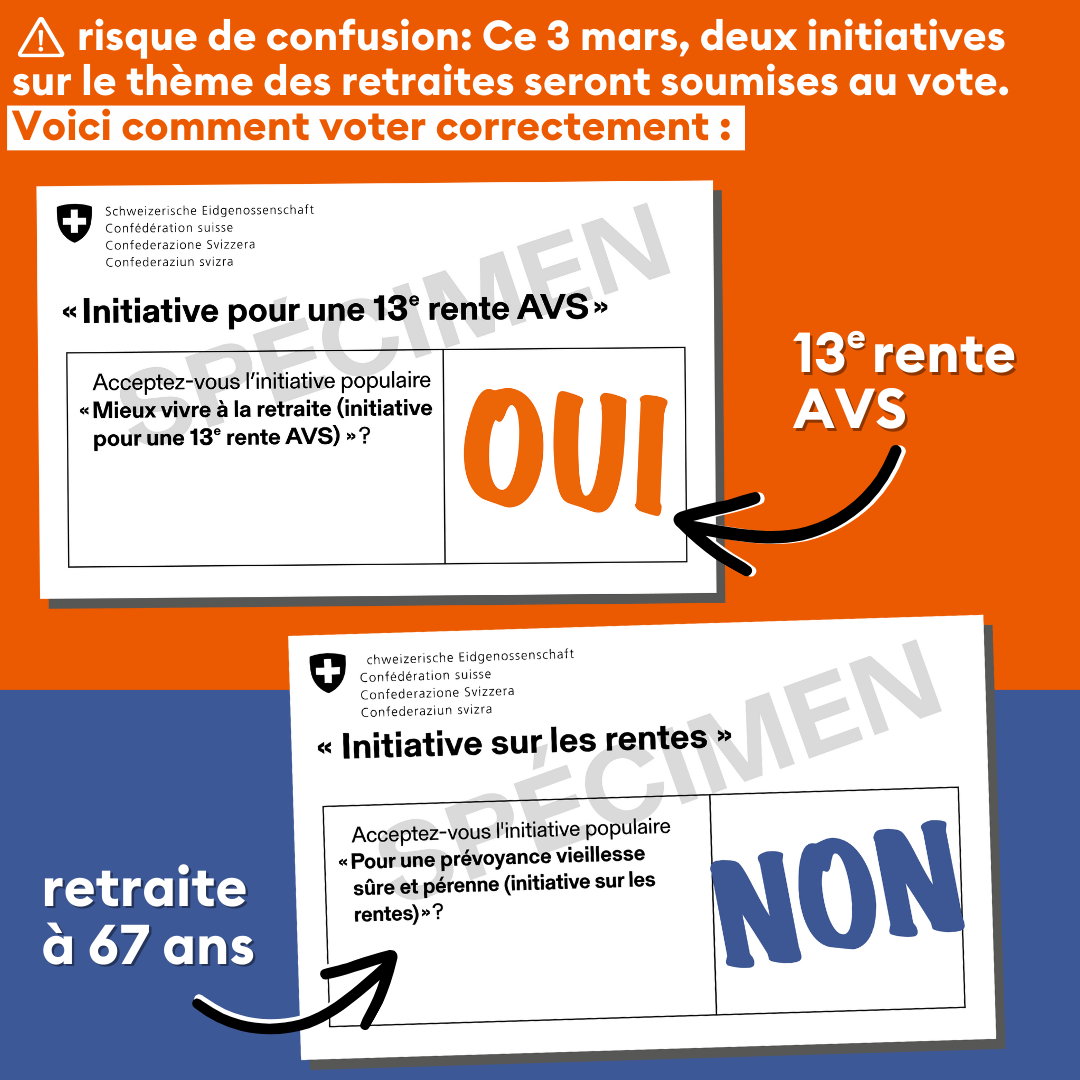 ⚠ risque de confusion: Ce 3 mars, deux initiatives
sur le thème des retraites seront soumises au vote.
Voici comment voter correctement :
Schweizerische Eidgenossenschaft
Confédération suisse
Confederazione Svizzera
Confederaziun svizra
SPÉCIMEN
« Initiative pour une 13e rente AVS »
Acceptez-vous l'initiative populaire
« Mieux vivre à la retraite (initiative
pour une 13e rente AVS) » ?
OUI
13e rente
AVS
chweizerische Eidgenossenschaft
Confédération suisse
Confederazione Svizzera
Confederaziun svizra
SPÉCIMEN
« Initiative sur les rentes »
Acceptez-vous l'initiative populaire
« Pour une prévoyance vieillesse
sûre et pérenne (initiative sur les
rentes) » ?
NON
retraite
à 67 ans